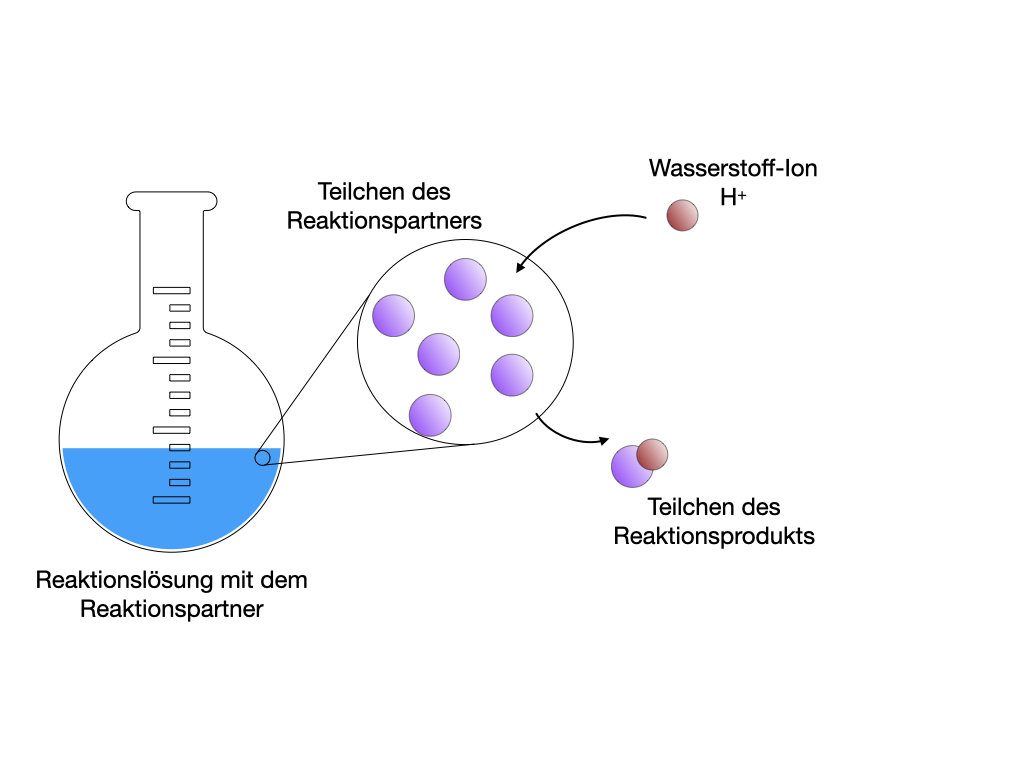 Wasserstoff-Ion
H⁺
Teilchen des
Reaktionspartners
Teilchen des
Reaktionsprodukts
Reaktionslösung mit dem
Reaktionspartner